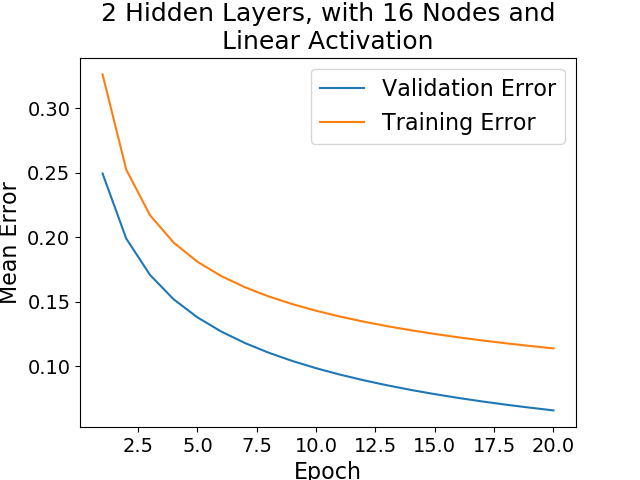 2 Hidden Layers, with 16 Nodes and
Linear Activation
Validation Error
Training Error
Mean Error
0.30
0.25
0.20
0.15
0.10
2.5 5.0 7.5 10.0 12.5 15.0 17.5 20.0
Epoch